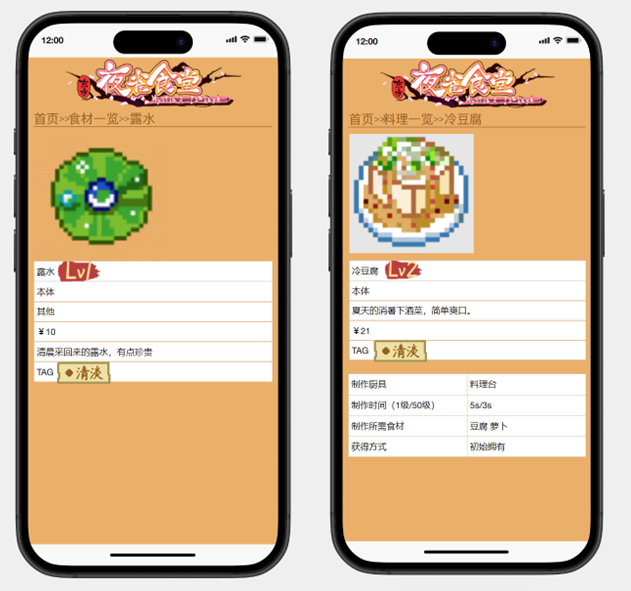 12:00
东方
夜雀食堂
首页>>食材一览>>露水
露水 Lv1
本体
其他
￥10
清晨采回来的露水，有点珍贵
TAG 清淡
12:00
东方
夜雀食堂
首页>>料理一览>>冷豆腐
冷豆腐 Lv2
本体
夏天的消暑下酒菜，简单爽口。
￥21
TAG 清淡
制作厨具 料理台
制作时间（1级/50级） 5s/3s
制作所需食材 豆腐 萝卜
获得方式 初始拥有